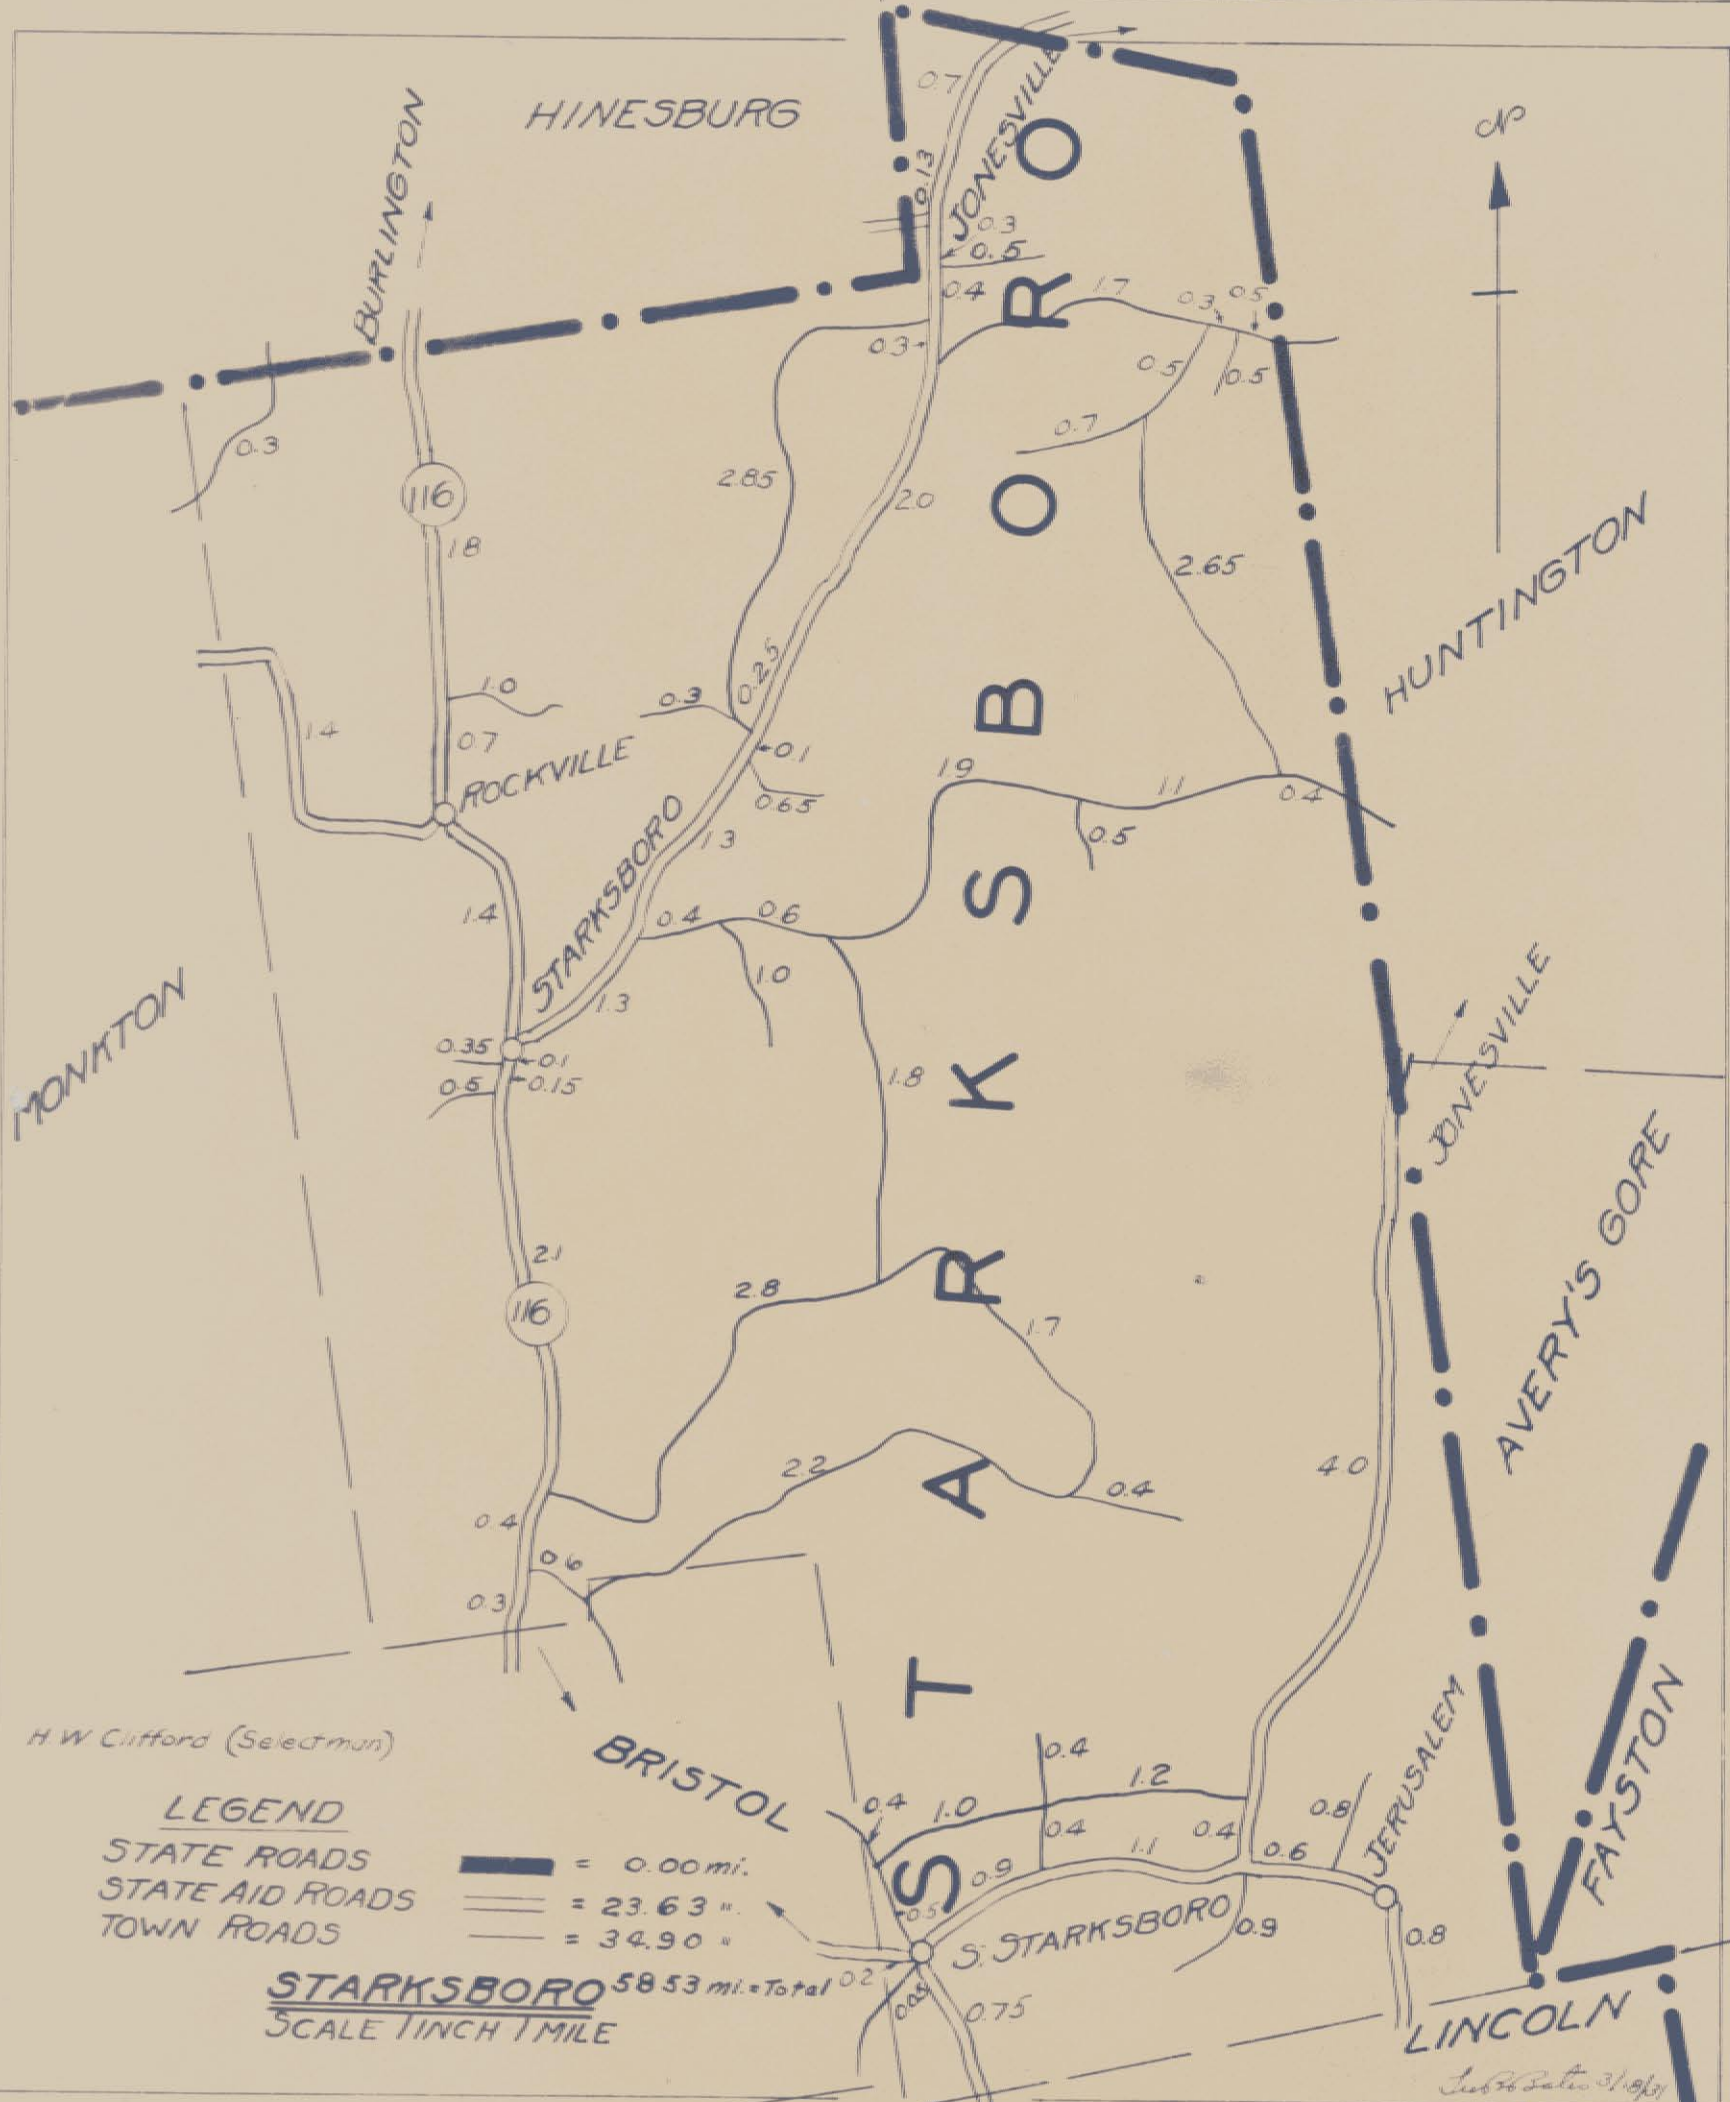 HINESBURG
BURLINGTON
JONESVILLE
N
0.7
0.13
0.3
0.5
0.4
1.7
0.3
0.5
0.3
0.5
0.5
0.7
0.3
116
1.8
2.85
2.0
2.65
HUNTINGTON
1.0
0.3
0.25
1.4
0.7
ROCKVILLE
0.1
0.65
1.9
1.1
0.4
0.5
1.3
STARKSBORO
1.4
0.4
0.6
1.0
1.3
MONKTON
0.35
0.1
0.5
0.15
1.8
JONESVILLE
AVERY'S GORE
2.1
116
2.8
1.7
2.2
0.4
4.0
0.4
0.6
0.3
STARKSBORO
H W Clifford (Selectman)
BRISTOL
0.4
1.0
0.4
1.2
0.4
1.1
0.4
0.6
0.8
JERUSALEM
FAYSTON
0.9
0.5
S. STARKSBORO
0.9
0.8
0.2
0.05
0.75
LINCOLN
LEGEND
STATE ROADS = 0.00 mi.
STATE AID ROADS = 23.63 "
TOWN ROADS = 34.90 "
STARKSBORO 58 53 mi. = Total
SCALE 1 INCH 1 MILE
3/18/31